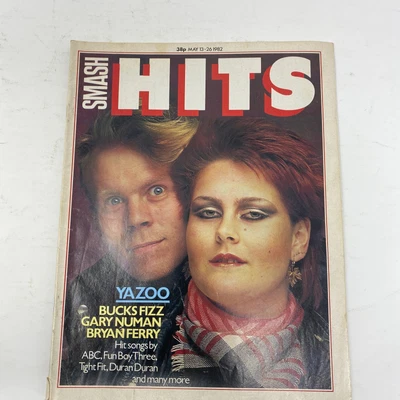 38p MAY 13-26 1982
SMASH
HITS
YAZOO
BUCKS FIZZ
GARY NUMAN
BRYAN FERRY
Hit songs by
ABC, Fun Boy Three,
Tight Fit, Duran Duran
and many more